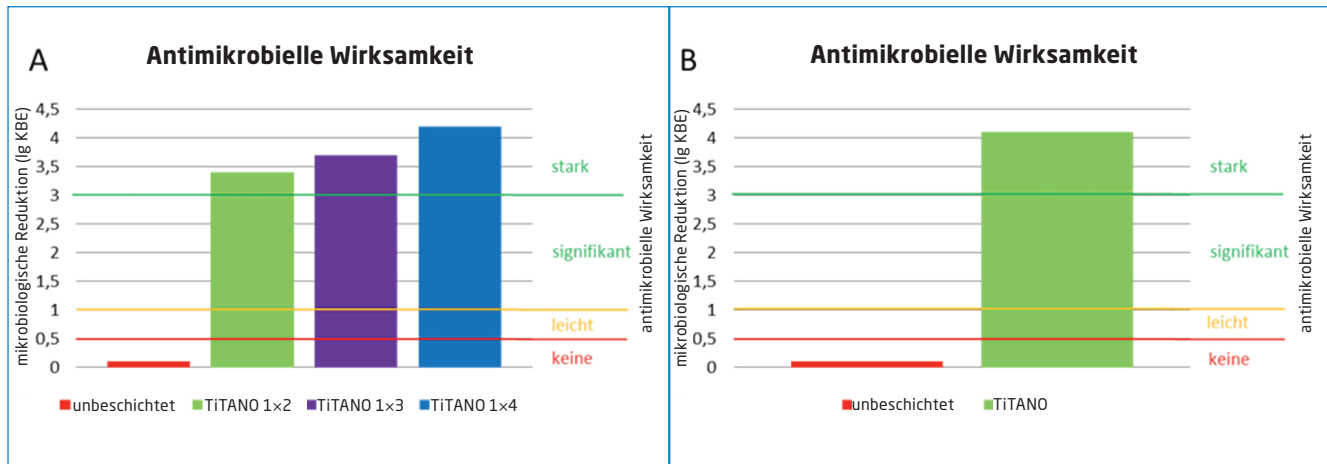 A
Antimikrobielle Wirksamkeit
mikrobiologische Reduktion (lg KBE)
4,5
4
3,5
3
2,5
2
1,5
1
0,5
0
stark
signifikant
leicht
keine
antimikrobielle Wirksamkeit
unbeschichtet TiTANO 1×2 TiTANO 1×3 TiTANO 1×4
B
Antimikrobielle Wirksamkeit
mikrobiologische Reduktion (lg KBE)
4,5
4
3,5
3
2,5
2
1,5
1
0,5
0
stark
signifikant
leicht
keine
antimikrobielle Wirksamkeit
unbeschichtet TiTANO